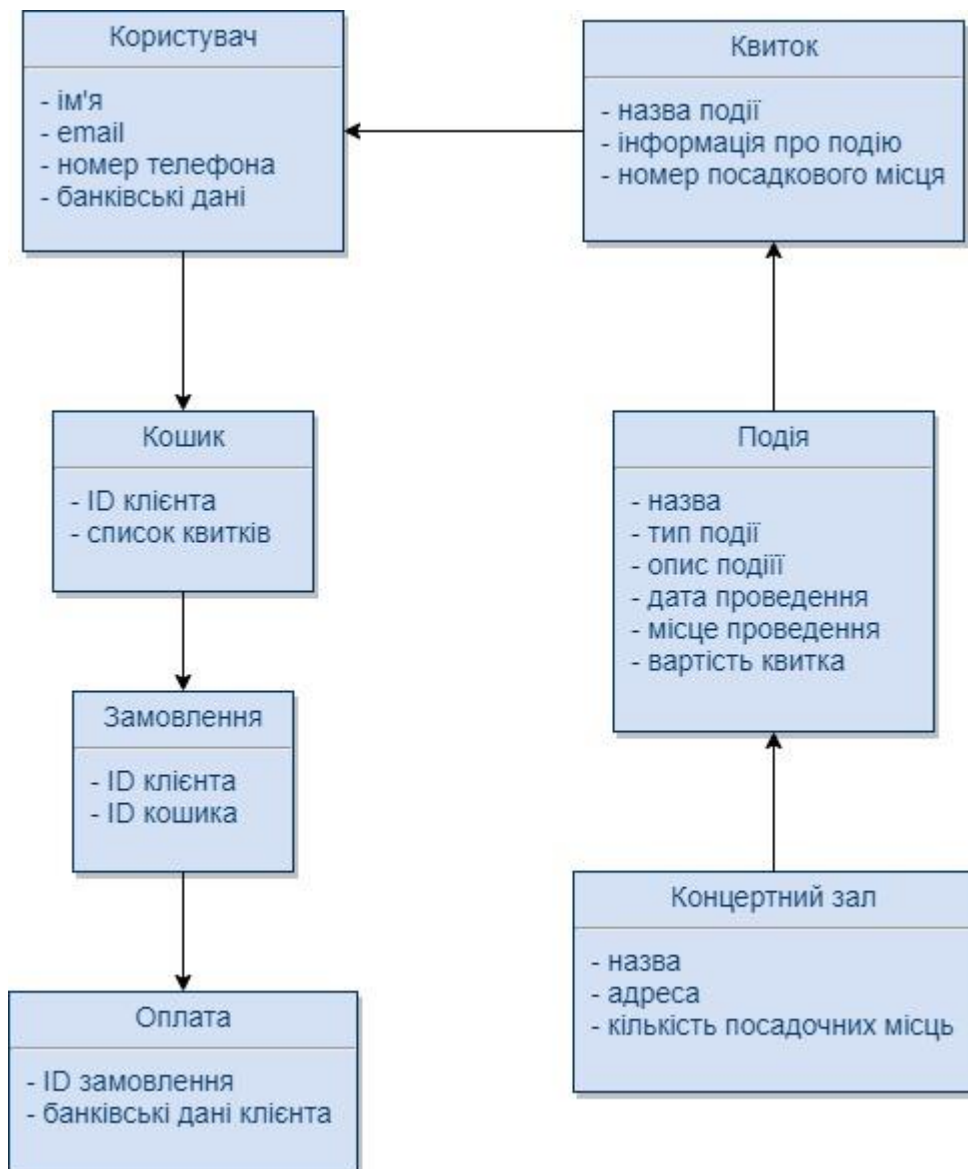 Користувач
- ім'я
- email
- номер телефона
- банківські дані
Квиток
- назва події
- інформація про подію
- номер посадкового місця
Кошик
- ID клієнта
- список квитків
Подія
- назва
- тип події
- опис подіїї
- дата проведення
- місце проведення
- вартість квитка
Замовлення
- ID клієнта
- ID кошика
Концертний зал
- назва
- адреса
- кількість посадочних місць
Оплата
- ID замовлення
- банківські дані клієнта